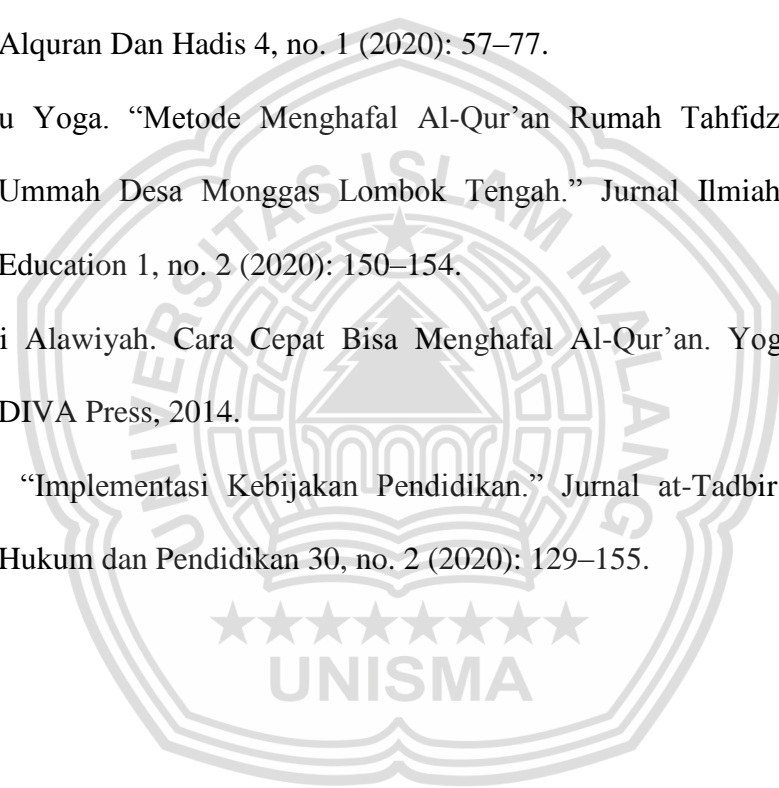 Alquran Dan Hadis 4, no. 1 (2020): 57–77.
u Yoga. “Metode Menghafal Al-Qur’an Rumah Tahfidz
Ummah Desa Monggas Lombok Tengah.” Jurnal Ilmiah
Education 1, no. 2 (2020): 150–154.
i Alawiyah. Cara Cepat Bisa Menghafal Al-Qur’an. Yog
DIVA Press, 2014.
“Implementasi Kebijakan Pendidikan.” Jurnal at-Tadbir
Hukum dan Pendidikan 30, no. 2 (2020): 129–155.
UNIVERSITAS ISLAM MALANG
UNISMA